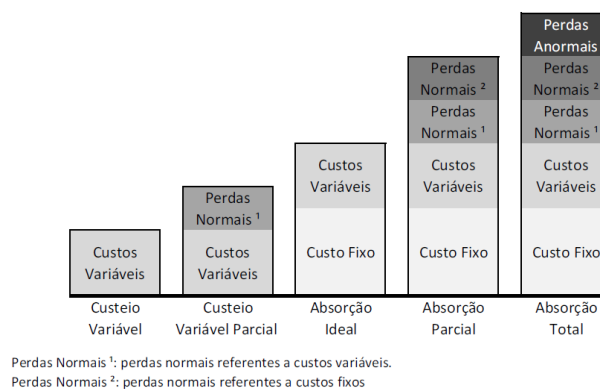 Custos
Variáveis
Custeio
Variável
Perdas
Normais ¹
Custos
Variáveis
Custeio
Variável Parcial
Custos
Variáveis
Custo Fixo
Absorção
Ideal
Perdas
Normais ²
Perdas
Normais ¹
Custos
Variáveis
Custo Fixo
Absorção
Parcial
Perdas
Anormais
Perdas
Normais ²
Perdas
Normais ¹
Custos
Variáveis
Custo Fixo
Absorção
Total
Perdas Normais ¹: perdas normais referentes a custos variáveis.
Perdas Normais ²: perdas normais referentes a custos fixos